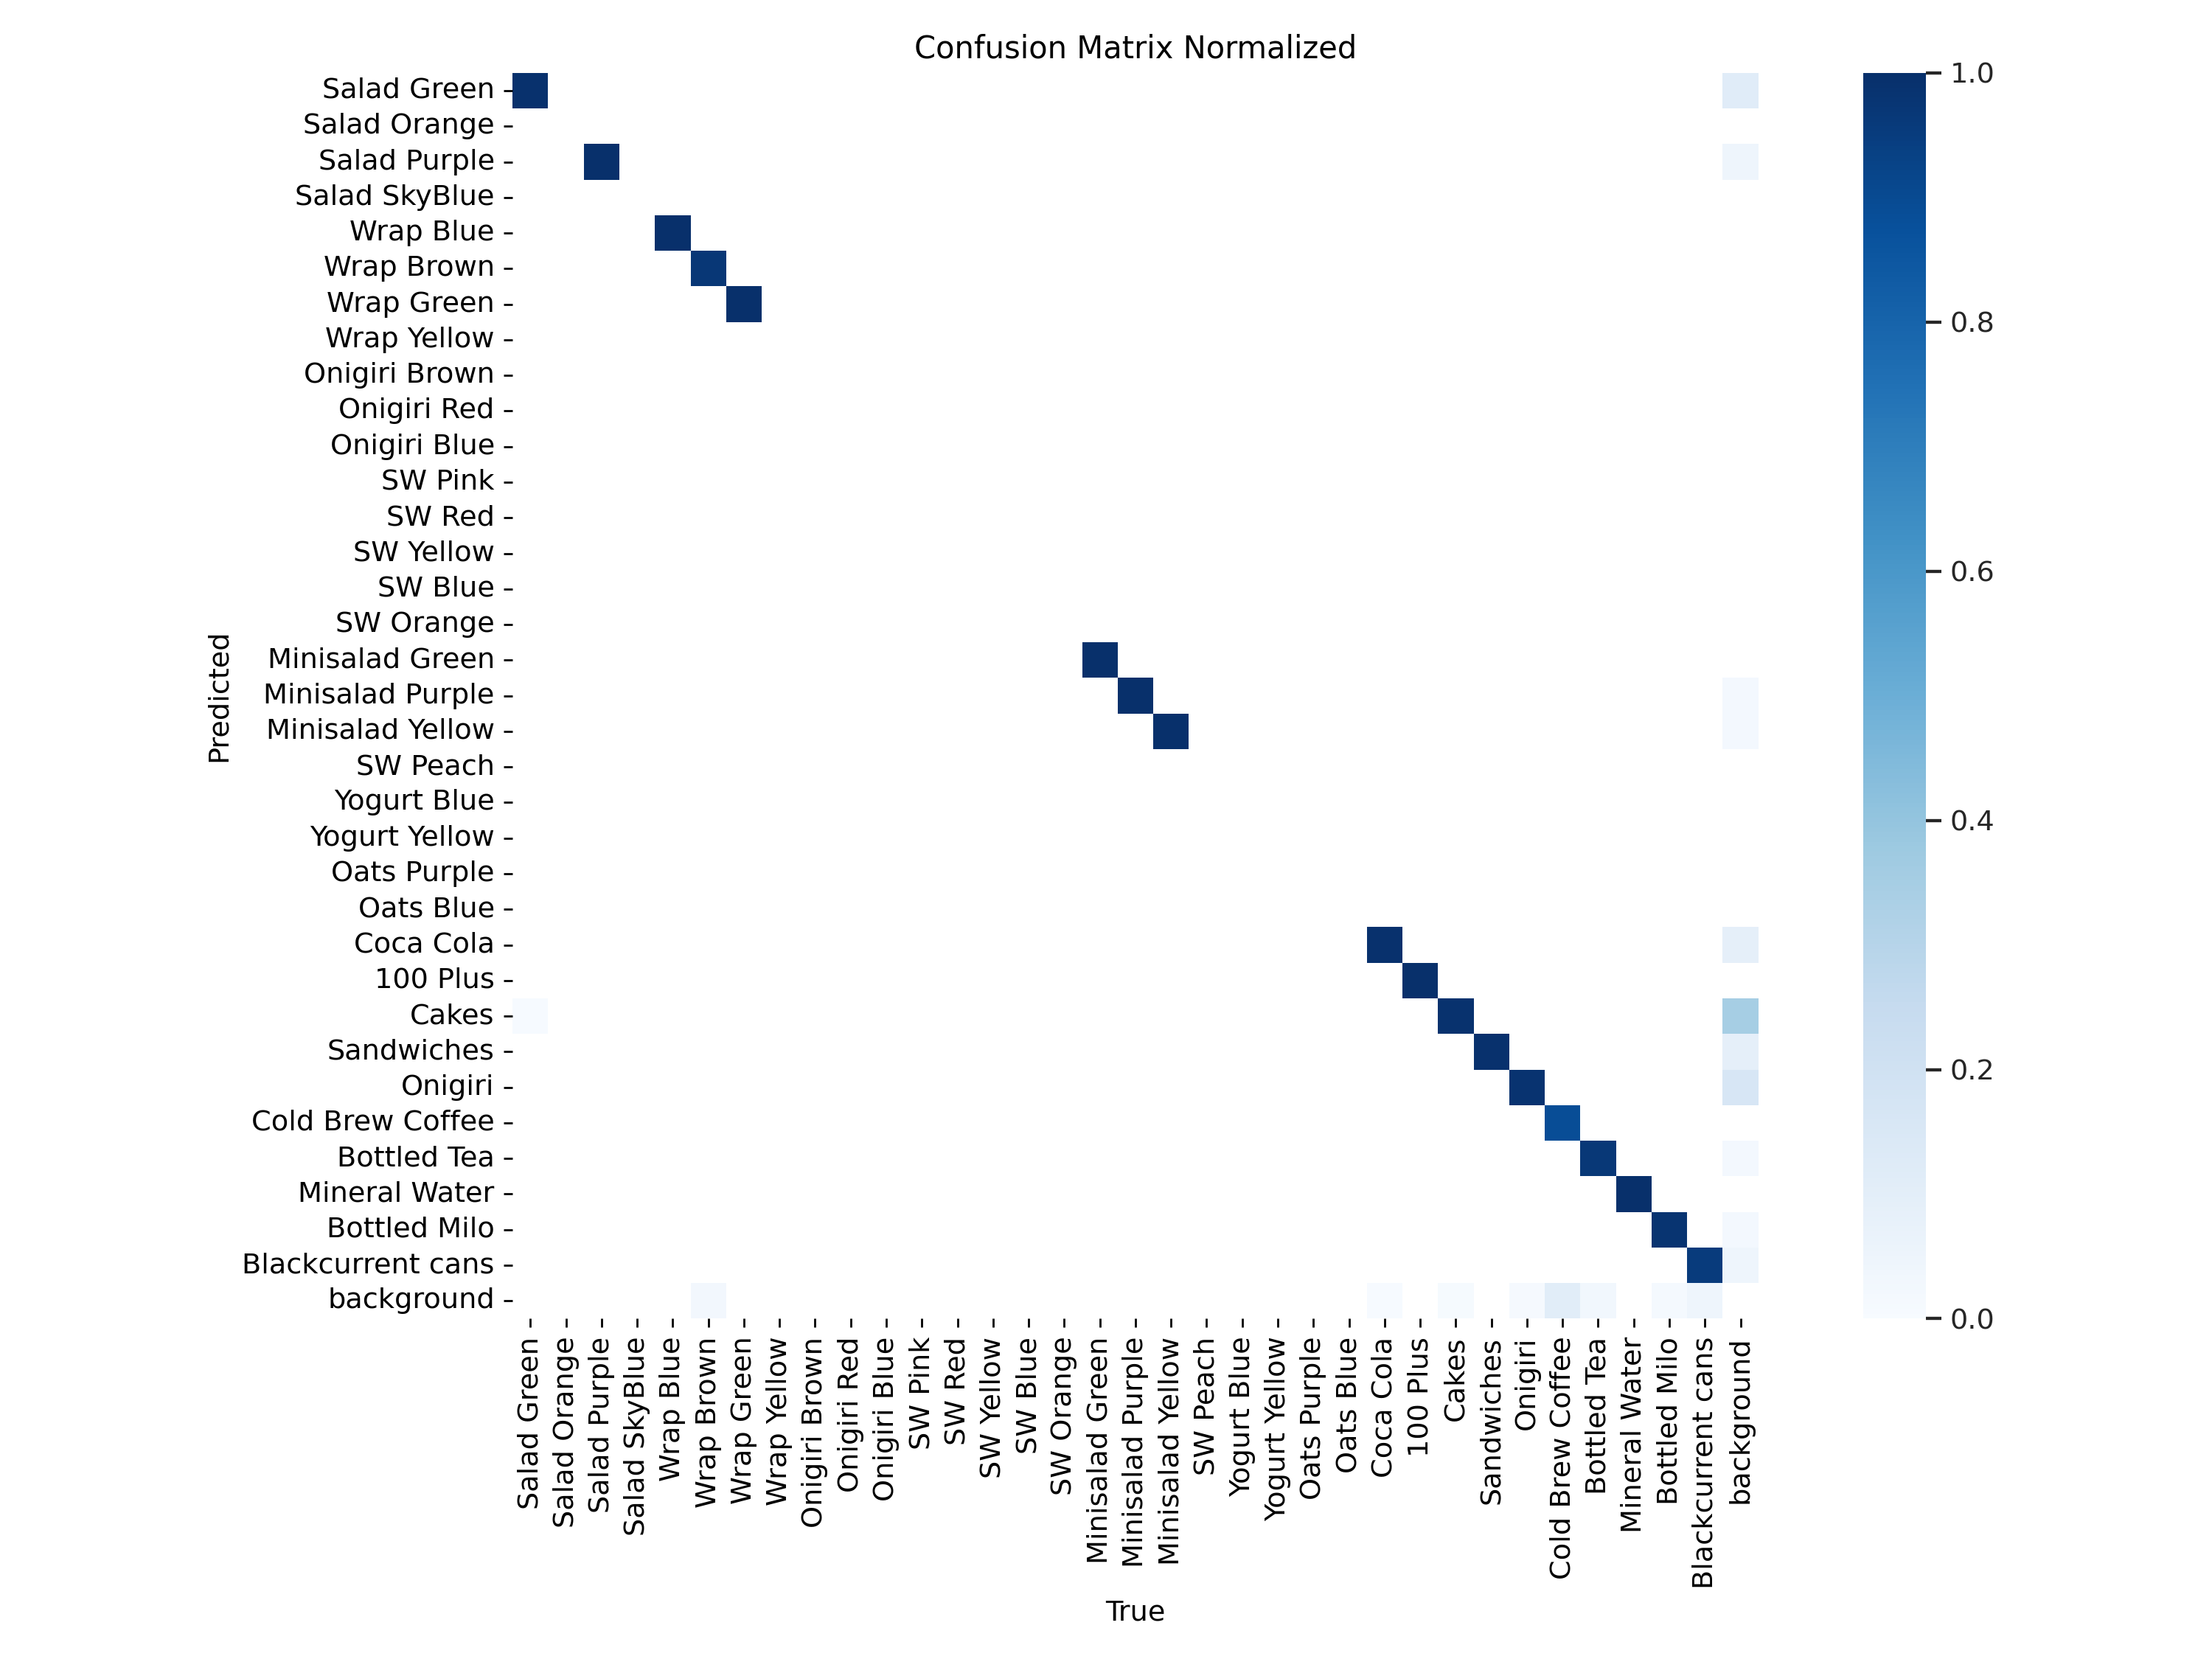 Confusion Matrix Normalized
Salad Green
Salad Orange
Salad Purple
Salad SkyBlue
Wrap Blue
Wrap Brown
Wrap Green
Wrap Yellow
Onigiri Brown
Onigiri Red
Onigiri Blue
SW Pink
SW Red
SW Yellow
SW Blue
SW Orange
Minisalad Green
Minisalad Purple
Minisalad Yellow
SW Peach
Yogurt Blue
Yogurt Yellow
Oats Purple
Oats Blue
Coca Cola
100 Plus
Cakes
Sandwiches
Onigiri
Cold Brew Coffee
Bottled Tea
Mineral Water
Bottled Milo
Blackcurrent cans
background
Predicted
Salad Green
Salad Orange
Salad Purple
Salad SkyBlue
Wrap Blue
Wrap Brown
Wrap Green
Wrap Yellow
Onigiri Brown
Onigiri Red
Onigiri Blue
SW Pink
SW Red
SW Yellow
SW Blue
SW Orange
Minisalad Green
Minisalad Purple
Minisalad Yellow
SW Peach
Yogurt Blue
Yogurt Yellow
Oats Purple
Oats Blue
Coca Cola
100 Plus
Cakes
Sandwiches
Onigiri
Cold Brew Coffee
Bottled Tea
Mineral Water
Bottled Milo
Blackcurrent cans
background
True
1.0
0.8
0.6
0.4
0.2
0.0